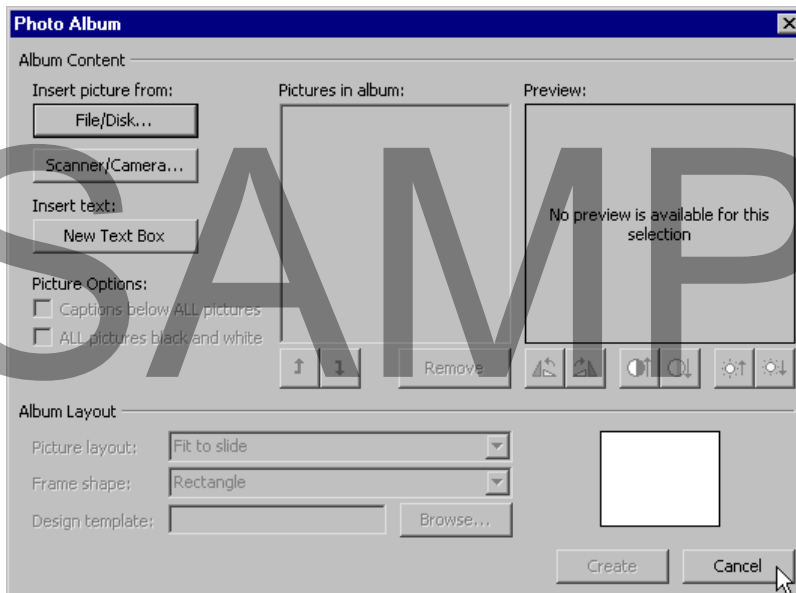 Photo Album
Album Content
Insert picture from:
Pictures in album:
Preview:
File/Disk...
Scanner/Camera...
Insert text:
New Text Box
No preview is available for this
selection
Picture Options:
Captions below ALL pictures
ALL pictures black and white
Remove
Album Layout
Picture layout:
Fit to slide
Frame shape:
Rectangle
Design template:
Browse...
Create
Cancel
SAMP